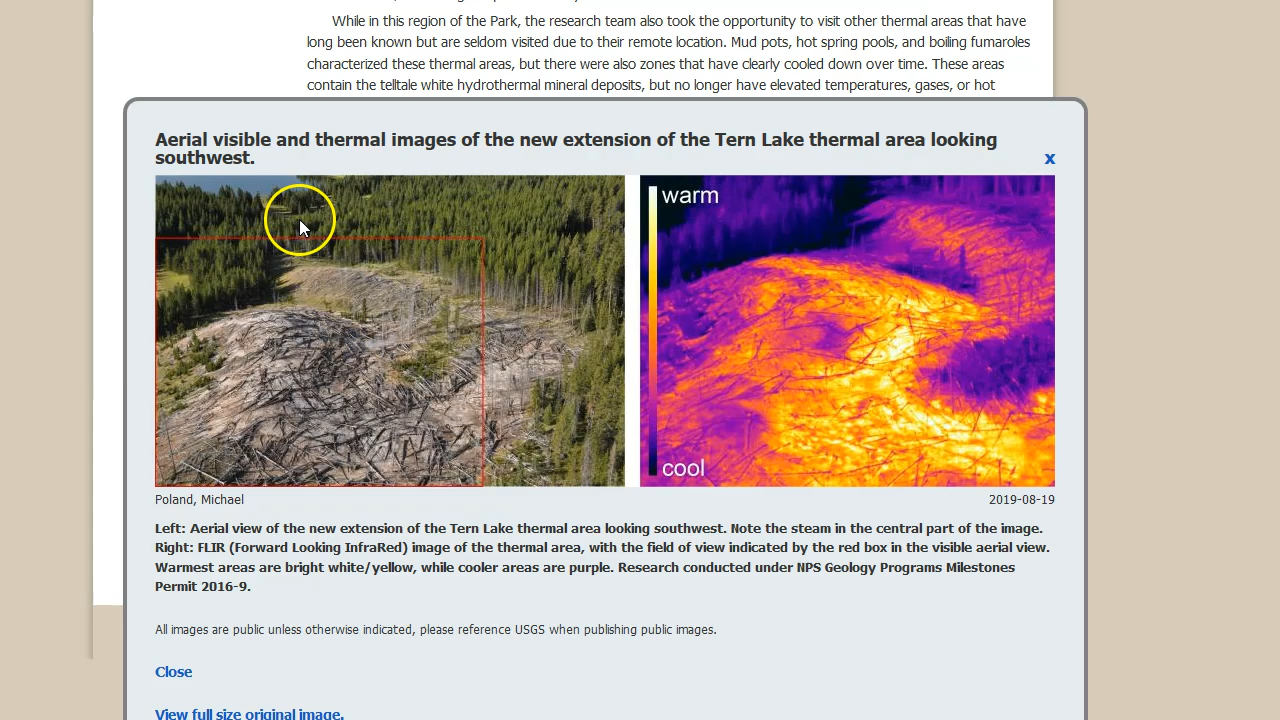 While in this region of the Park, the research team also took the opportunity to visit other thermal areas that have
long been known but are seldom visited due to their remote location. Mud pots, hot spring pools, and boiling fumaroles
characterized these thermal areas, but there were also zones that have clearly cooled down over time. These areas
contain the telltale white hydrothermal mineral deposits, but no longer have elevated temperatures, gases, or hot
Aerial visible and thermal images of the new extension of the Tern Lake thermal area looking
southwest.
x
warm
cool
Poland, Michael
2019-08-19
Left: Aerial view of the new extension of the Tern Lake thermal area looking southwest. Note the steam in the central part of the image.
Right: FLIR (Forward Looking InfraRed) image of the thermal area, with the field of view indicated by the red box in the visible aerial view.
Warmest areas are bright white/yellow, while cooler areas are purple. Research conducted under NPS Geology Programs Milestones
Permit 2016-9.
All images are public unless otherwise indicated, please reference USGS when publishing public images.
Close
View full size original image.